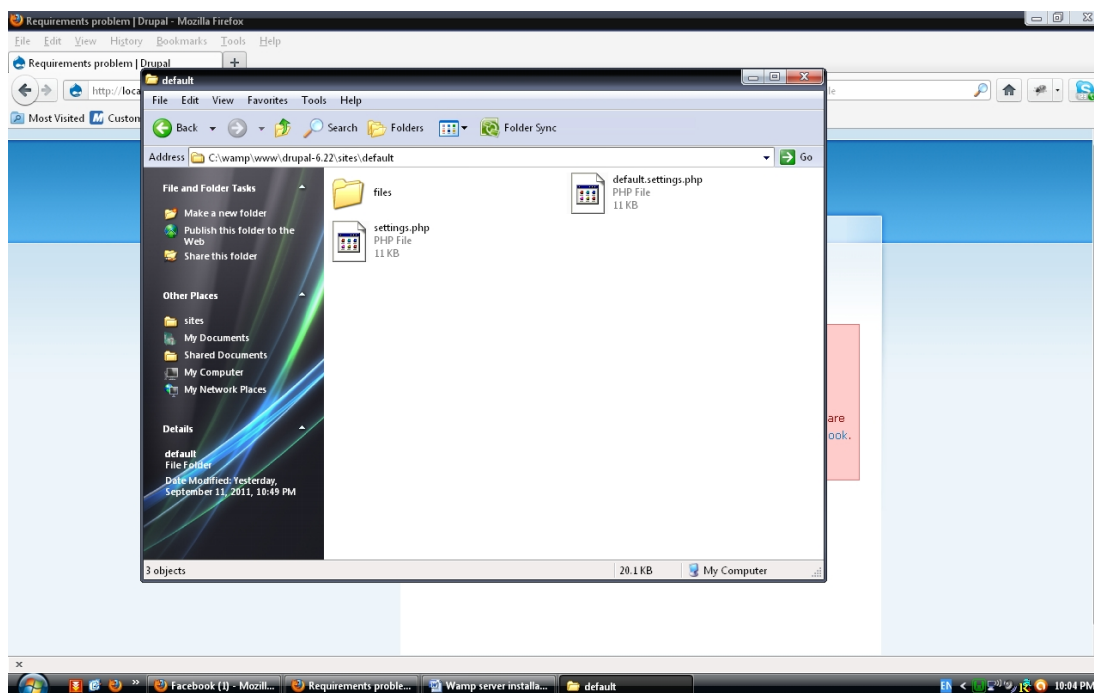 Requirements problem | Drupal - Mozilla Firefox
File Edit View History Bookmarks Tools Help
Requirements problem | Drupal
default
http://loca
le
File Edit View Favorites Tools Help
Most Visited Custom
Back Search Folders Folder Sync
Address C:\wamp\www\drupal-6.22\sites\default Go
File and Folder Tasks
Make a new folder
Publish this folder to the
Web
Share this folder
Other Places
sites
My Documents
Shared Documents
My Computer
My Network Places
Details
default
File Folder
Date Modified: Yesterday,
September 11, 2011, 10:49 PM
files
default.settings.php
PHP File
11 KB
settings.php
PHP File
11 KB
are
ook.
3 objects 20.1 KB My Computer
Facebook (1) - Mozill... Requirements proble... Wamp server installa... default EN 10:04 PM